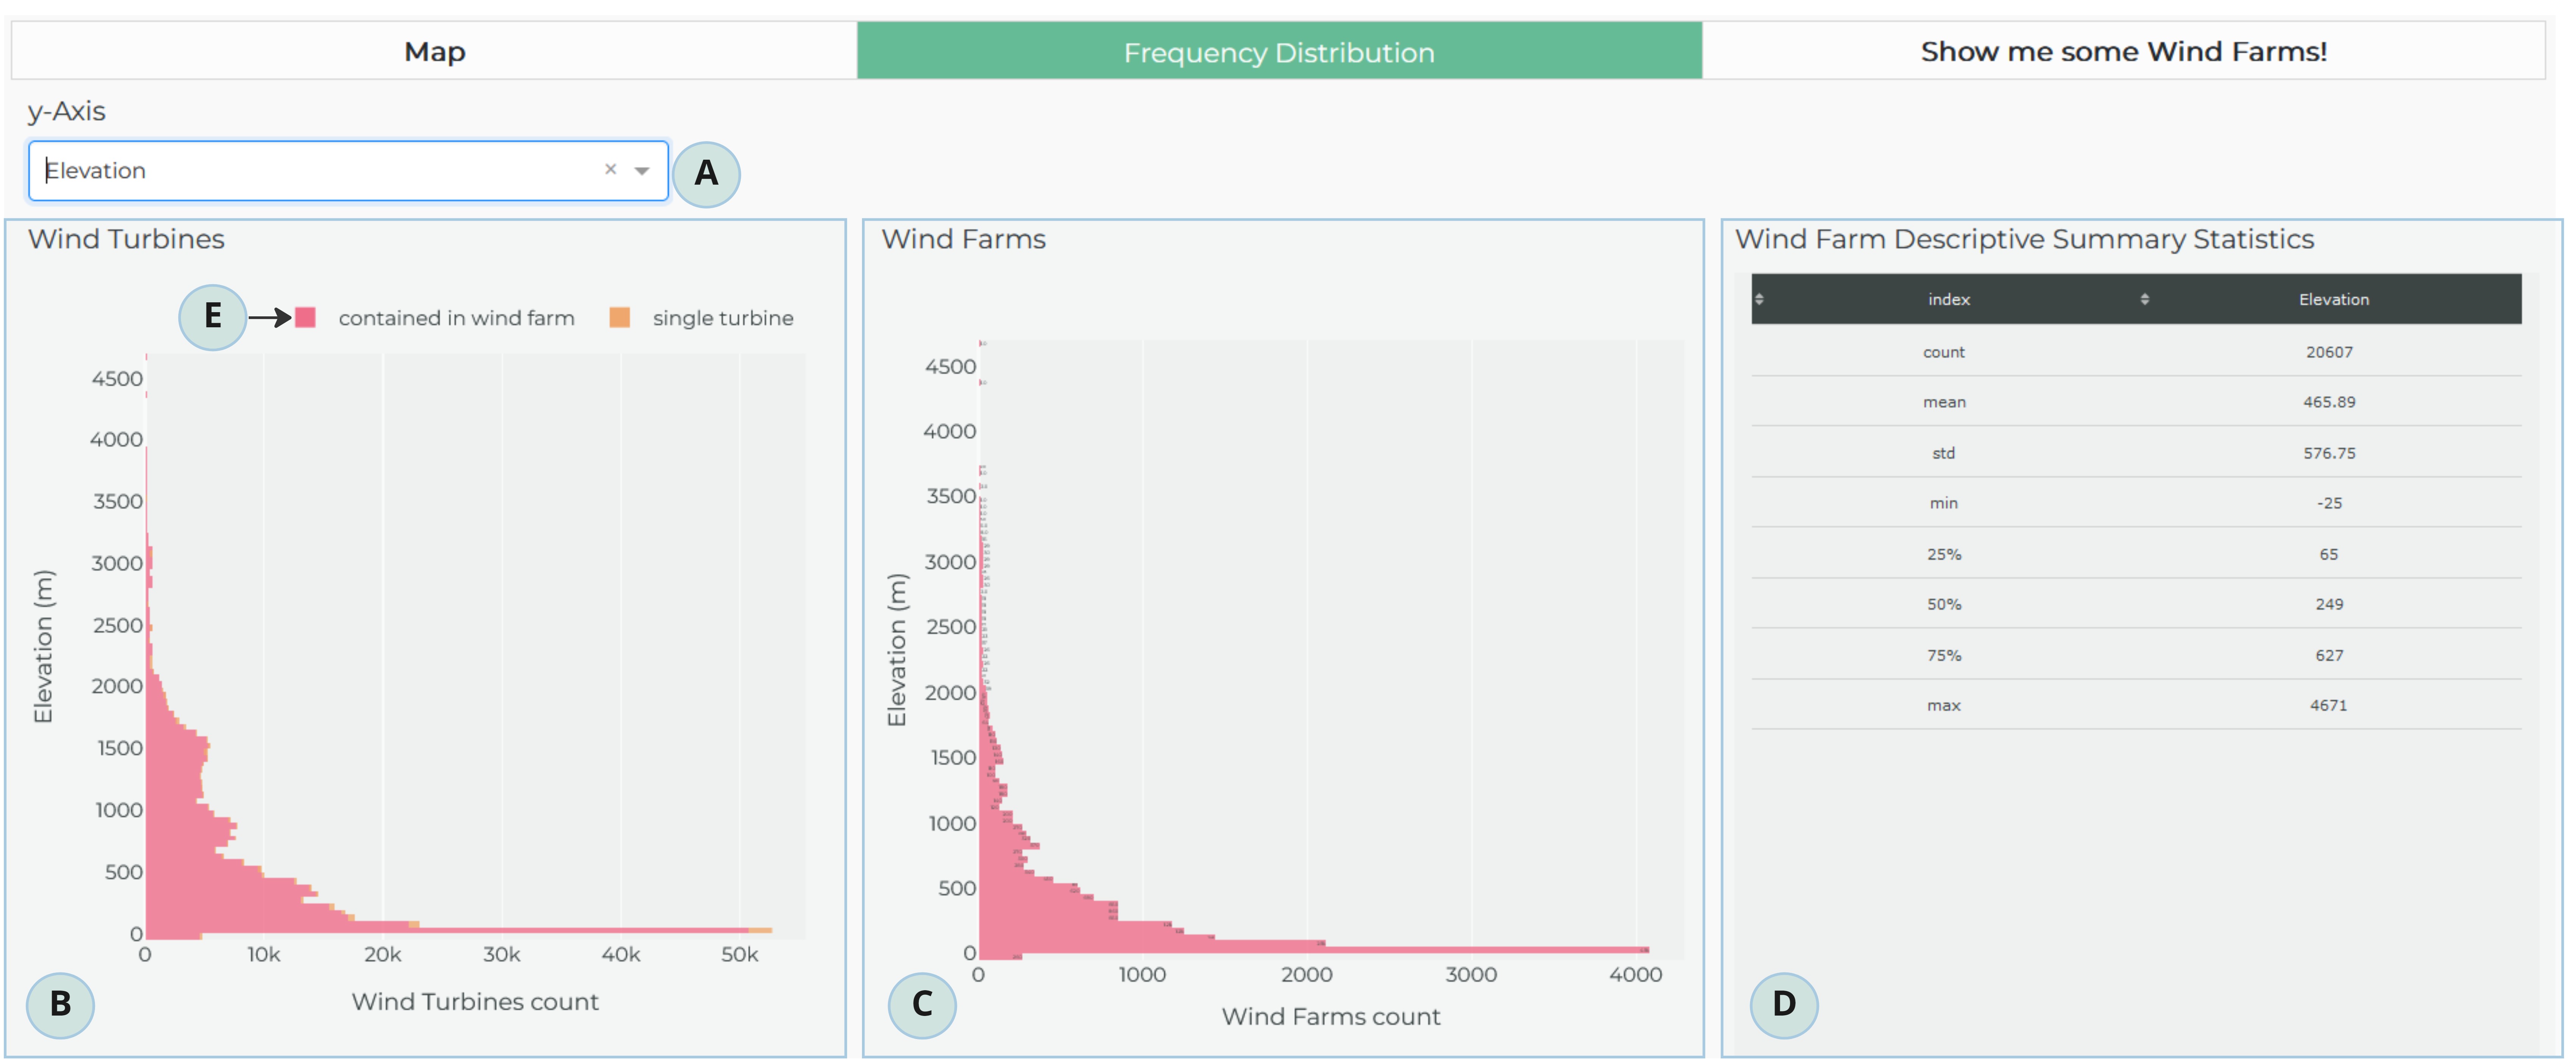 Map
Frequency Distribution
Show me some Wind Farms!
y-Axis
Elevation
A
Wind Turbines
E
contained in wind farm
single turbine
4500
4000
3500
3000
2500
2000
1500
1000
500
0
Elevation (m)
0 10k 20k 30k 40k 50k
Wind Turbines count
B
Wind Farms
4500
4000
3500
3000
2500
2000
1500
1000
500
0
Elevation (m)
0 1000 2000 3000 4000
Wind Farms count
C
Wind Farm Descriptive Summary Statistics
index Elevation
count 20607
mean 465.89
std 576.75
min -25
25% 65
50% 249
75% 627
max 4671
D